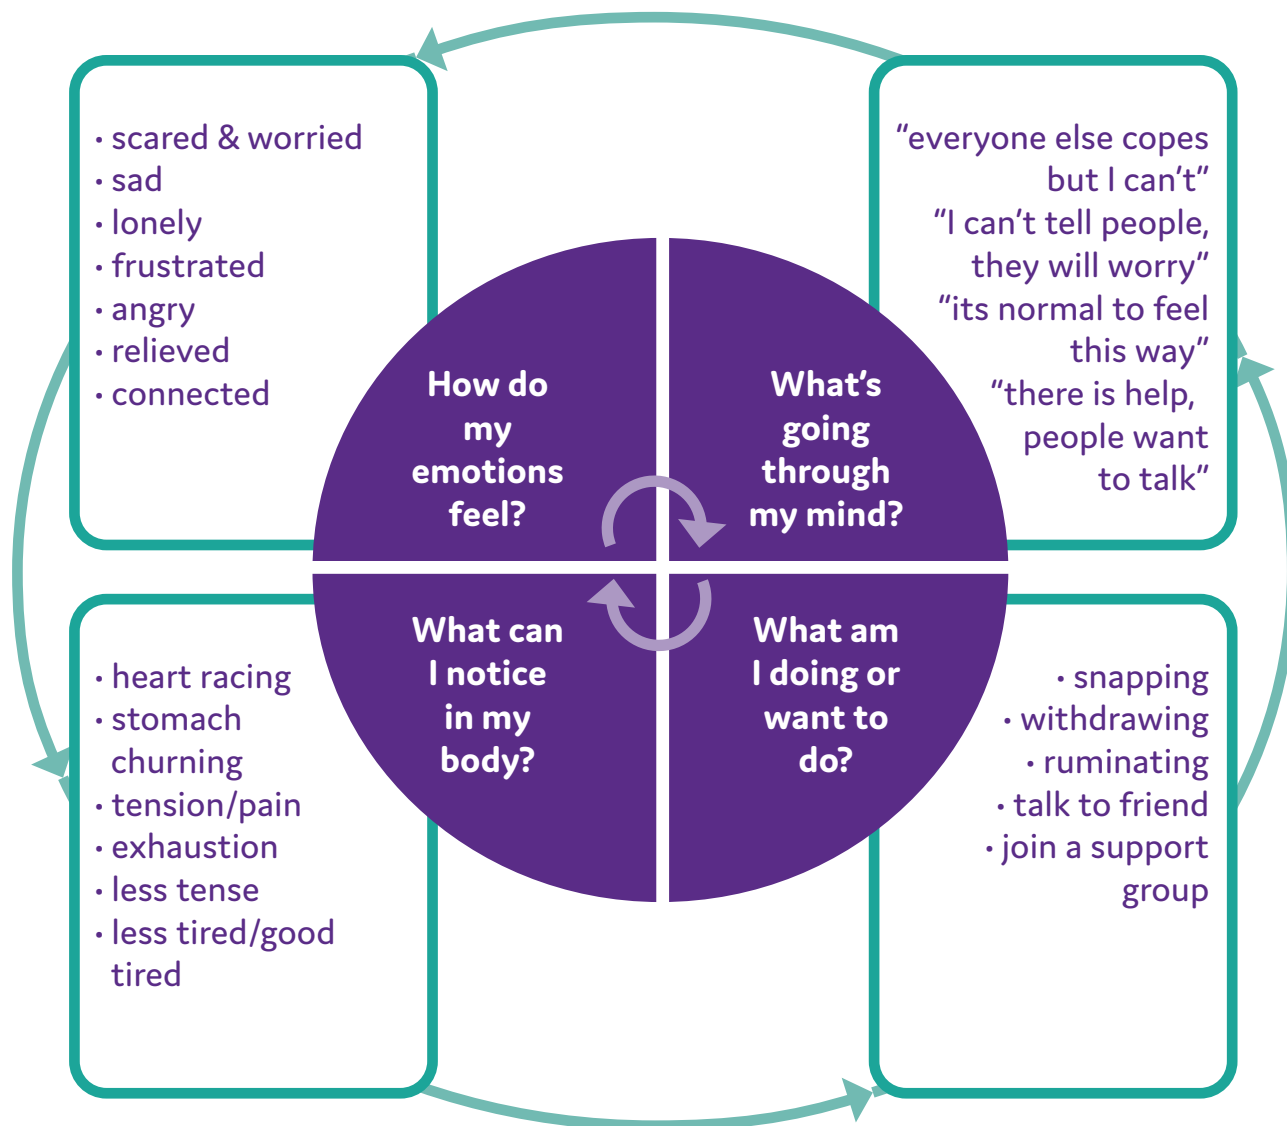 • scared & worried
• sad
• lonely
• frustrated
• angry
• relieved
• connected
How do
my
emotions
feel?
What's
going
through
my mind?
“everyone else copes
but I can't”
“I can't tell people,
they will worry”
“its normal to feel
this way”
“there is help,
people want
to talk”
• heart racing
• stomach
churning
• tension/pain
• exhaustion
• less tense
• less tired/good
tired
What can
I notice
in my
body?
What am
I doing or
want to
do?
• snapping
• withdrawing
• ruminating
• talk to friend
• join a support
group